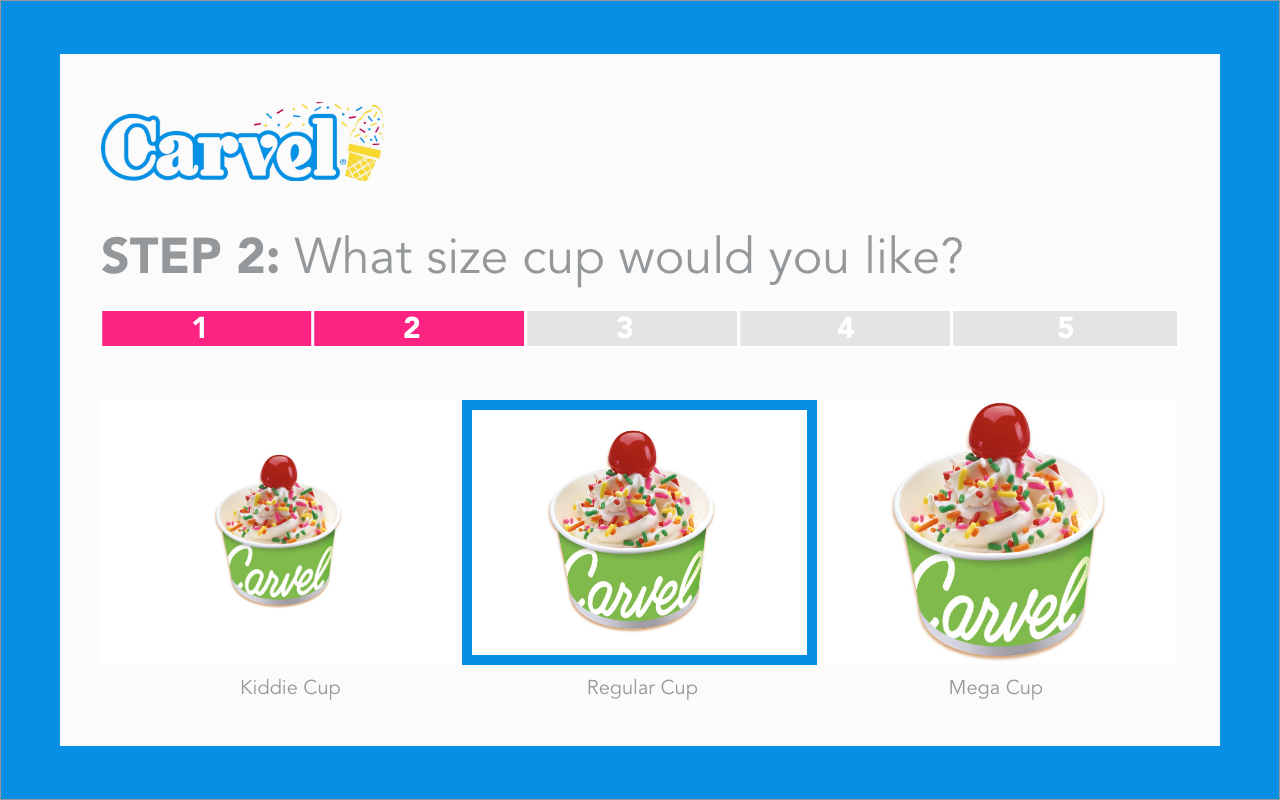 Carvel®
STEP 2: What size cup would you like?
1 2 3 4 5
Carvel Carvel Carvel
Kiddie Cup Regular Cup Mega Cup